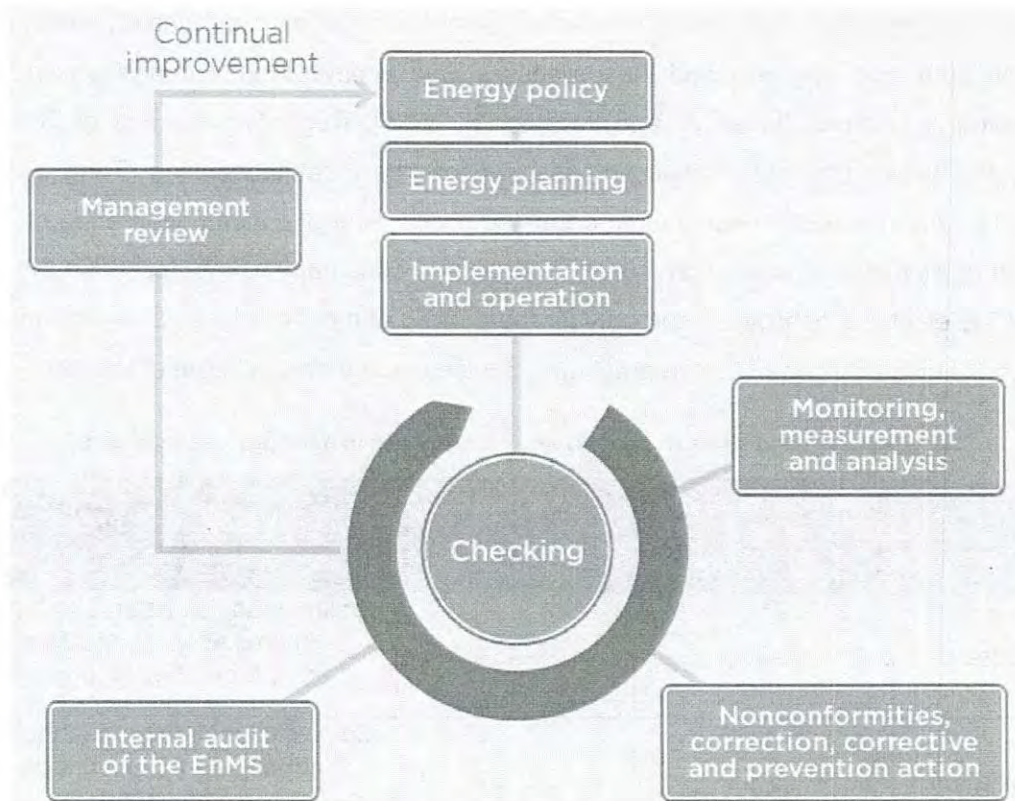 Continual
improvement
Energy policy
Energy planning
Management
review
Implementation
and operation
Monitoring,
measurement
and analysis
Checking
Internal audit
of the EnMS
Nonconformities,
correction, corrective
and prevention action